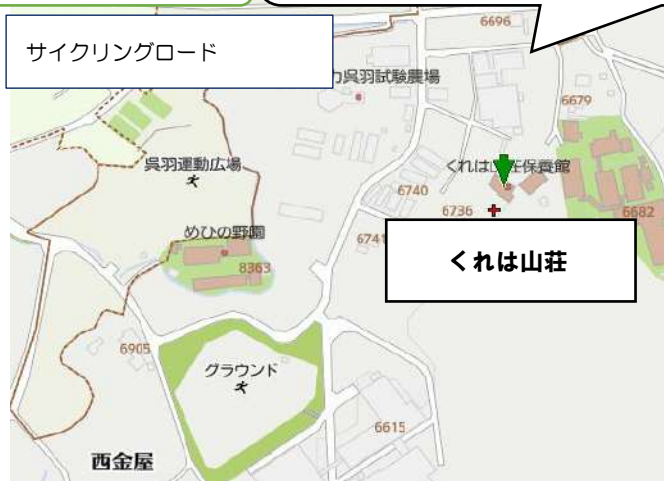 6696
サイクリングロード
呉羽試験農場
6679
呉羽運動広場
6740
6736
6682
めひの野園
6741
8363
くれは山荘
6905
グラウンド
6615
西金屋